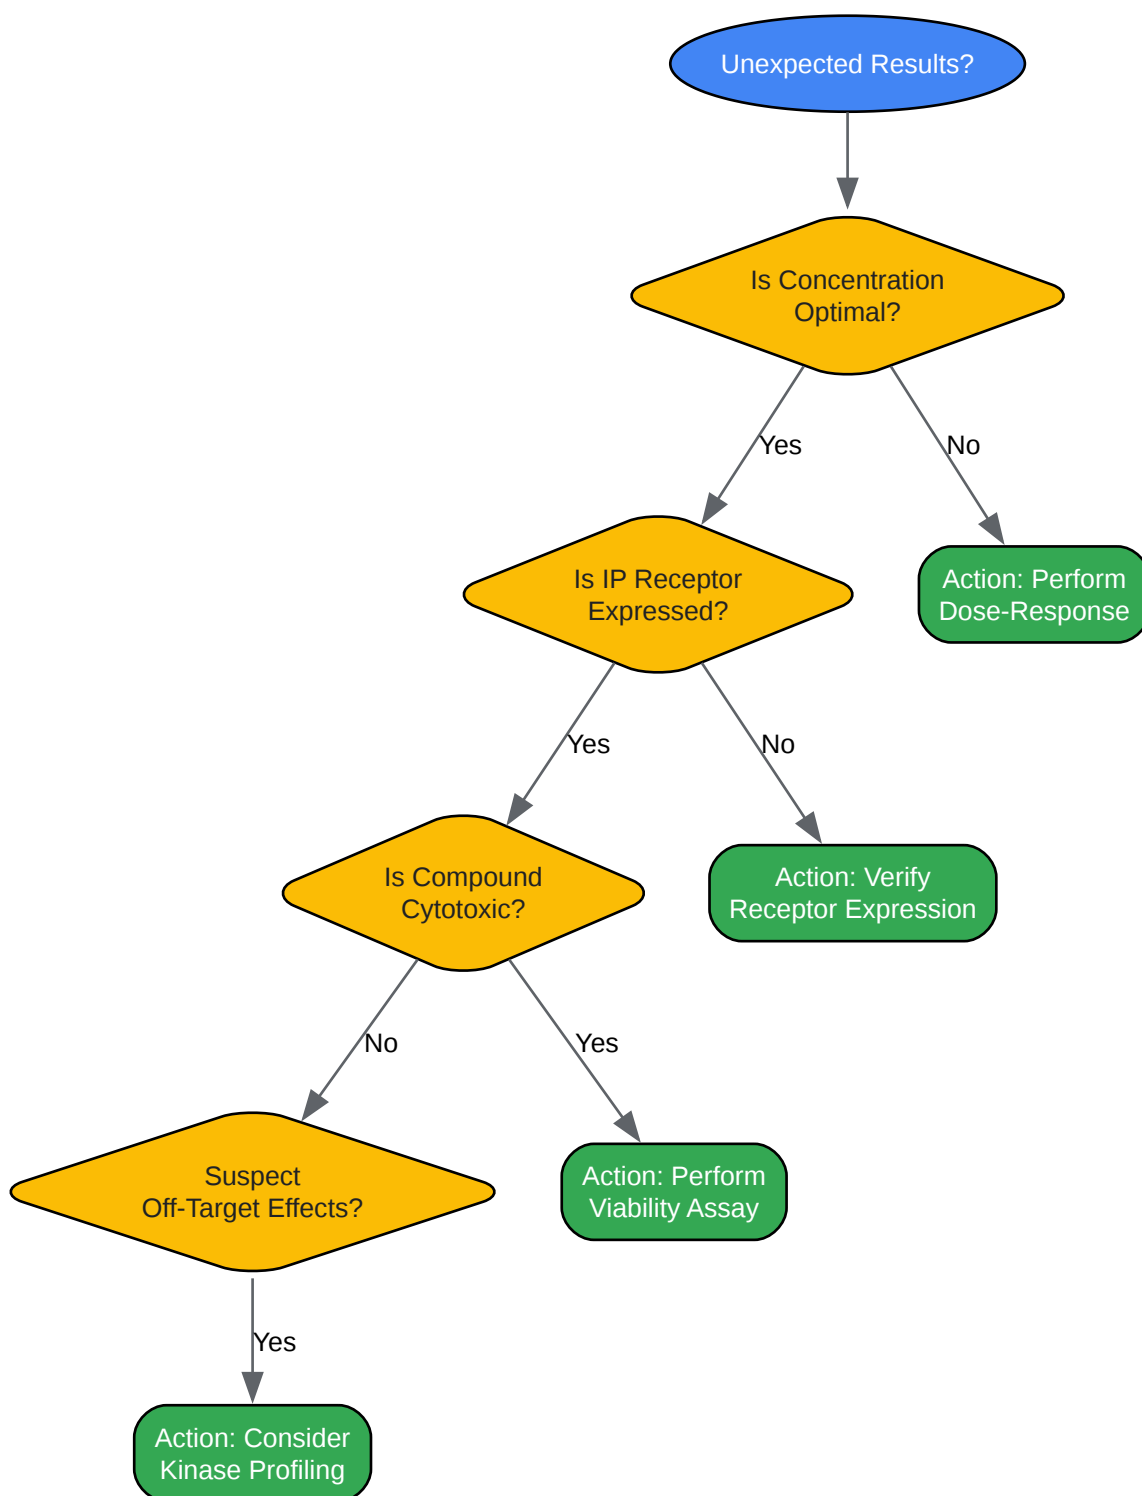 Unexpected Results?
Is Concentration
Optimal?
Yes
No
Is IP Receptor
Expressed?
Action: Perform
Dose-Response
Yes
No
Is Compound
Cytotoxic?
Action: Verify
Receptor Expression
No
Yes
Suspect
Off-Target Effects?
Action: Perform
Viability Assay
Yes
Action: Consider
Kinase Profiling